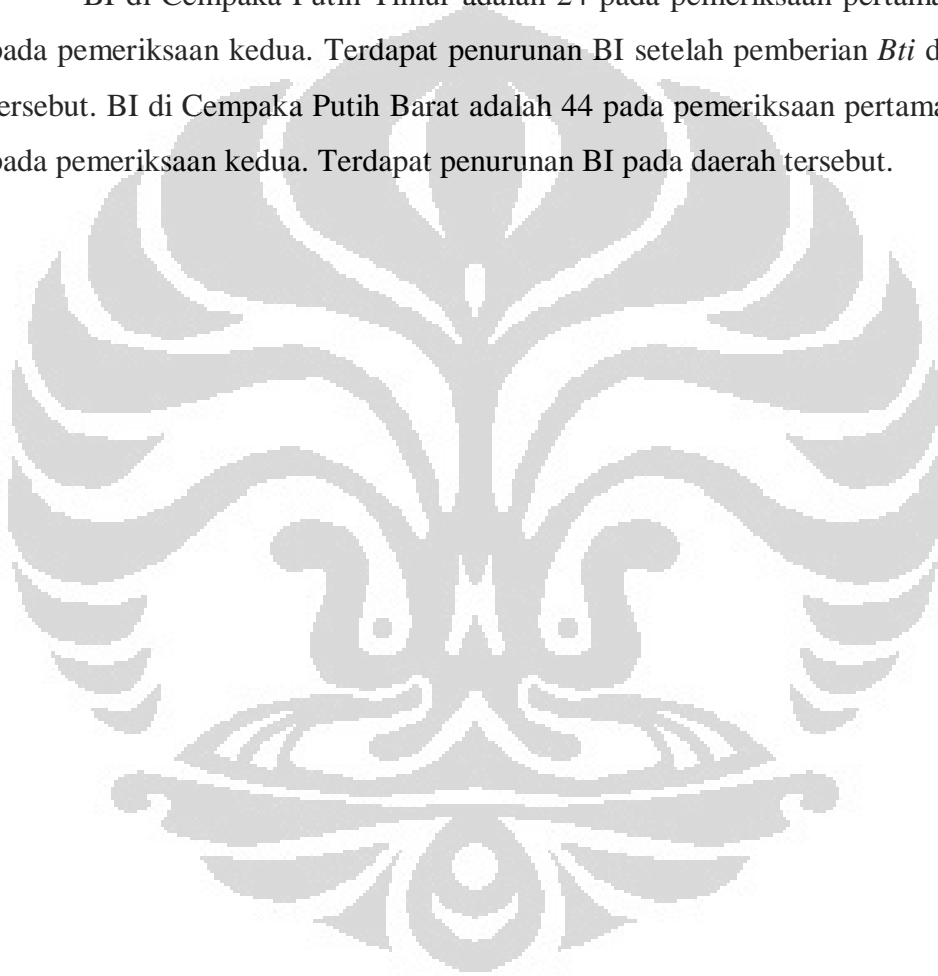 BI di Cempaka Putih Timur adalah 24 pada pemeriksaan pertama
pada pemeriksaan kedua. Terdapat penurunan BI setelah pemberian Bti d
tersebut. BI di Cempaka Putih Barat adalah 44 pada pemeriksaan pertama
pada pemeriksaan kedua. Terdapat penurunan BI pada daerah tersebut.